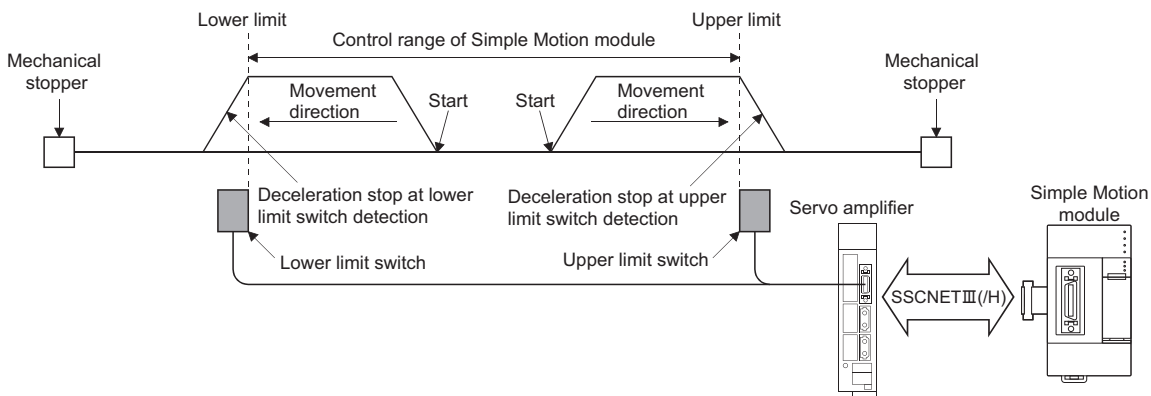 Lower limit
Upper limit
Control range of Simple Motion module
Mechanical
stopper
Mechanical
stopper
Movement
direction
Start
Start
Movement
direction
Deceleration stop at lower
limit switch detection
Deceleration stop at upper
limit switch detection
Servo amplifier
Simple Motion
module
Lower limit switch
Upper limit switch
SSCNETⅢ(/H)